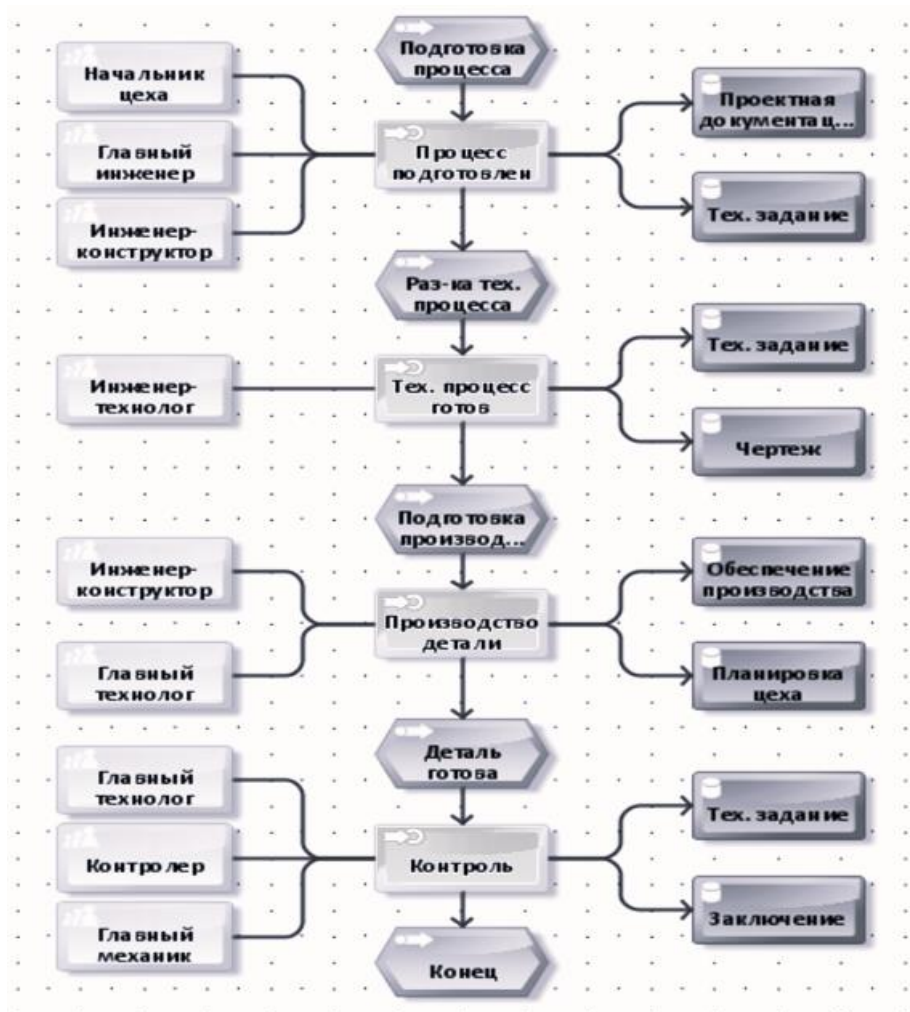 Подготовка
процесса
Начальник
цеха
Проектная
документац...
Главный
инженер
Процесс
подготовлен
Инженер-
конструктор
Тех. задание
Раз-ка тех.
процесса
Тех. задание
Инженер-
технолог
Тех. процесс
готов
Чертеж
Подготовка
производ...
Инженер-
конструктор
Обеспечение
производства
Производство
детали
Главный
технолог
Планировка
цеха
Деталь
готова
Главный
технолог
Тех. задание
Контролер
Контроль
Главный
механик
Заключение
Конец